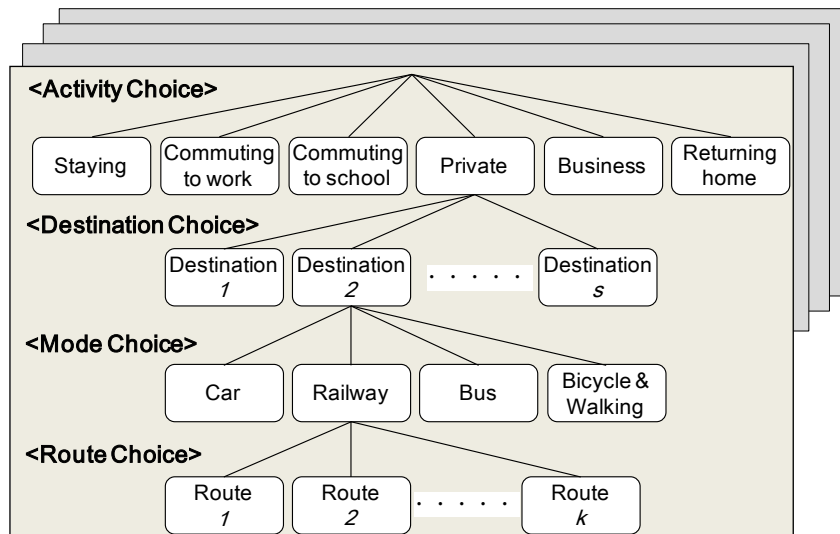 <Activity Choice>
Staying
Commuting
to work
Commuting
to school
Private
Business
Returning
home
<Destination Choice>
Destination
1
Destination
2
· · · · ·
Destination
s
<Mode Choice>
Car
Railway
Bus
Bicycle &
Walking
<Route Choice>
Route
1
Route
2
· · · · ·
Route
k